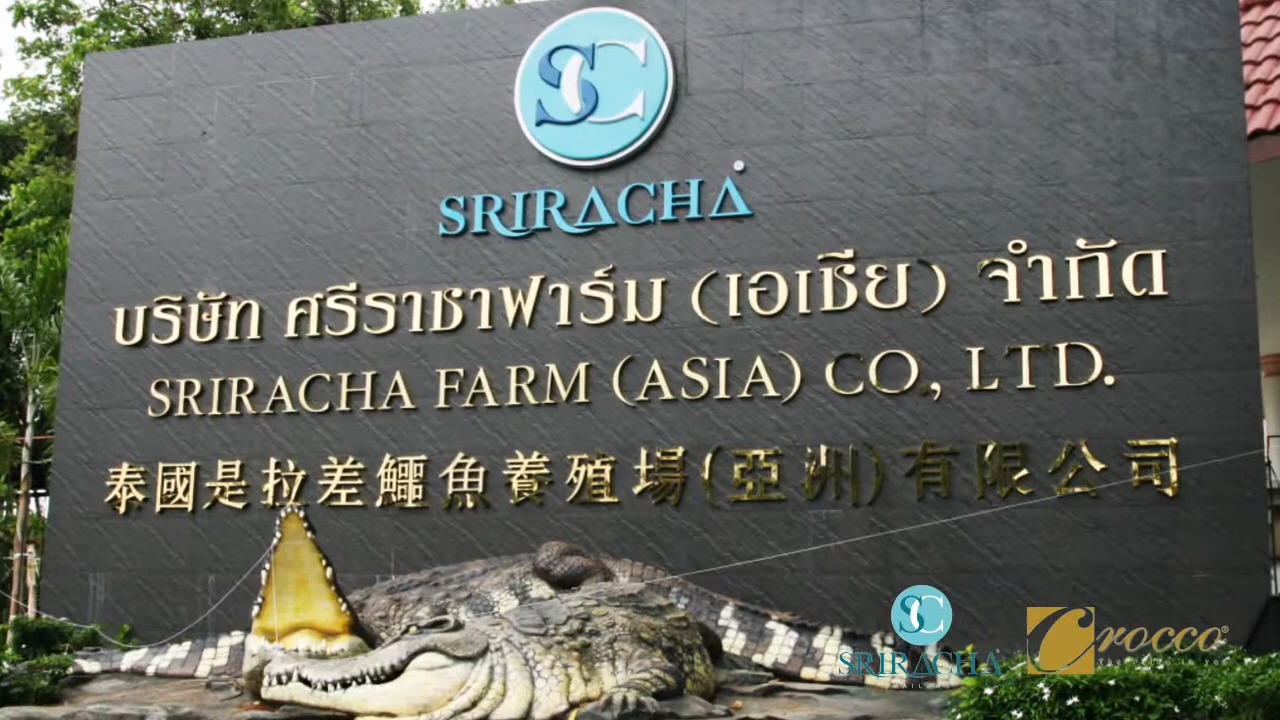 SC
SRIRACHA
บริษัท ศรีราชาฟาร์ม (เอเชีย) จำกัด
SRIRACHA FARM (ASIA) CO., LTD.
泰國是拉差鱷魚養殖場(亞洲)有限公司
SC
SRIRACHA
Crocco®